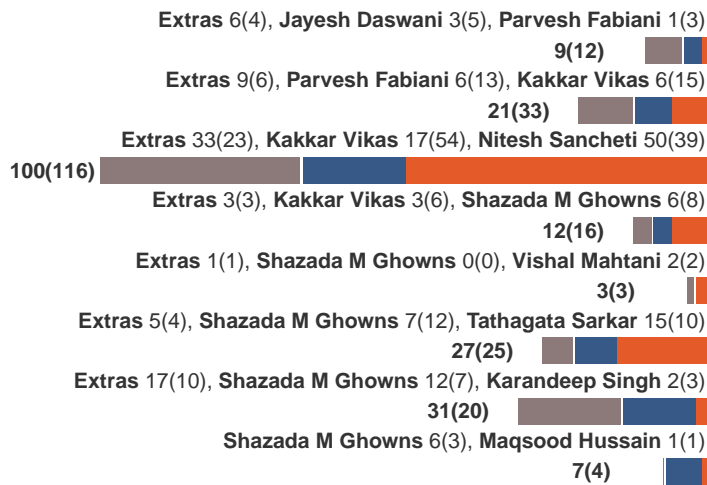 Extras 6(4), Jayesh Daswani 3(5), Parvesh Fabiani 1(3)
9(12)
Extras 9(6), Parvesh Fabiani 6(13), Kakkar Vikas 6(15)
21(33)
Extras 33(23), Kakkar Vikas 17(54), Nitesh Sancheti 50(39)
100(116)
Extras 3(3), Kakkar Vikas 3(6), Shazada M Ghowns 6(8)
12(16)
Extras 1(1), Shazada M Ghowns 0(0), Vishal Mahtani 2(2)
3(3)
Extras 5(4), Shazada M Ghowns 7(12), Tathagata Sarkar 15(10)
27(25)
Extras 17(10), Shazada M Ghowns 12(7), Karandeep Singh 2(3)
31(20)
Shazada M Ghowns 6(3), Maqsood Hussain 1(1)
7(4)